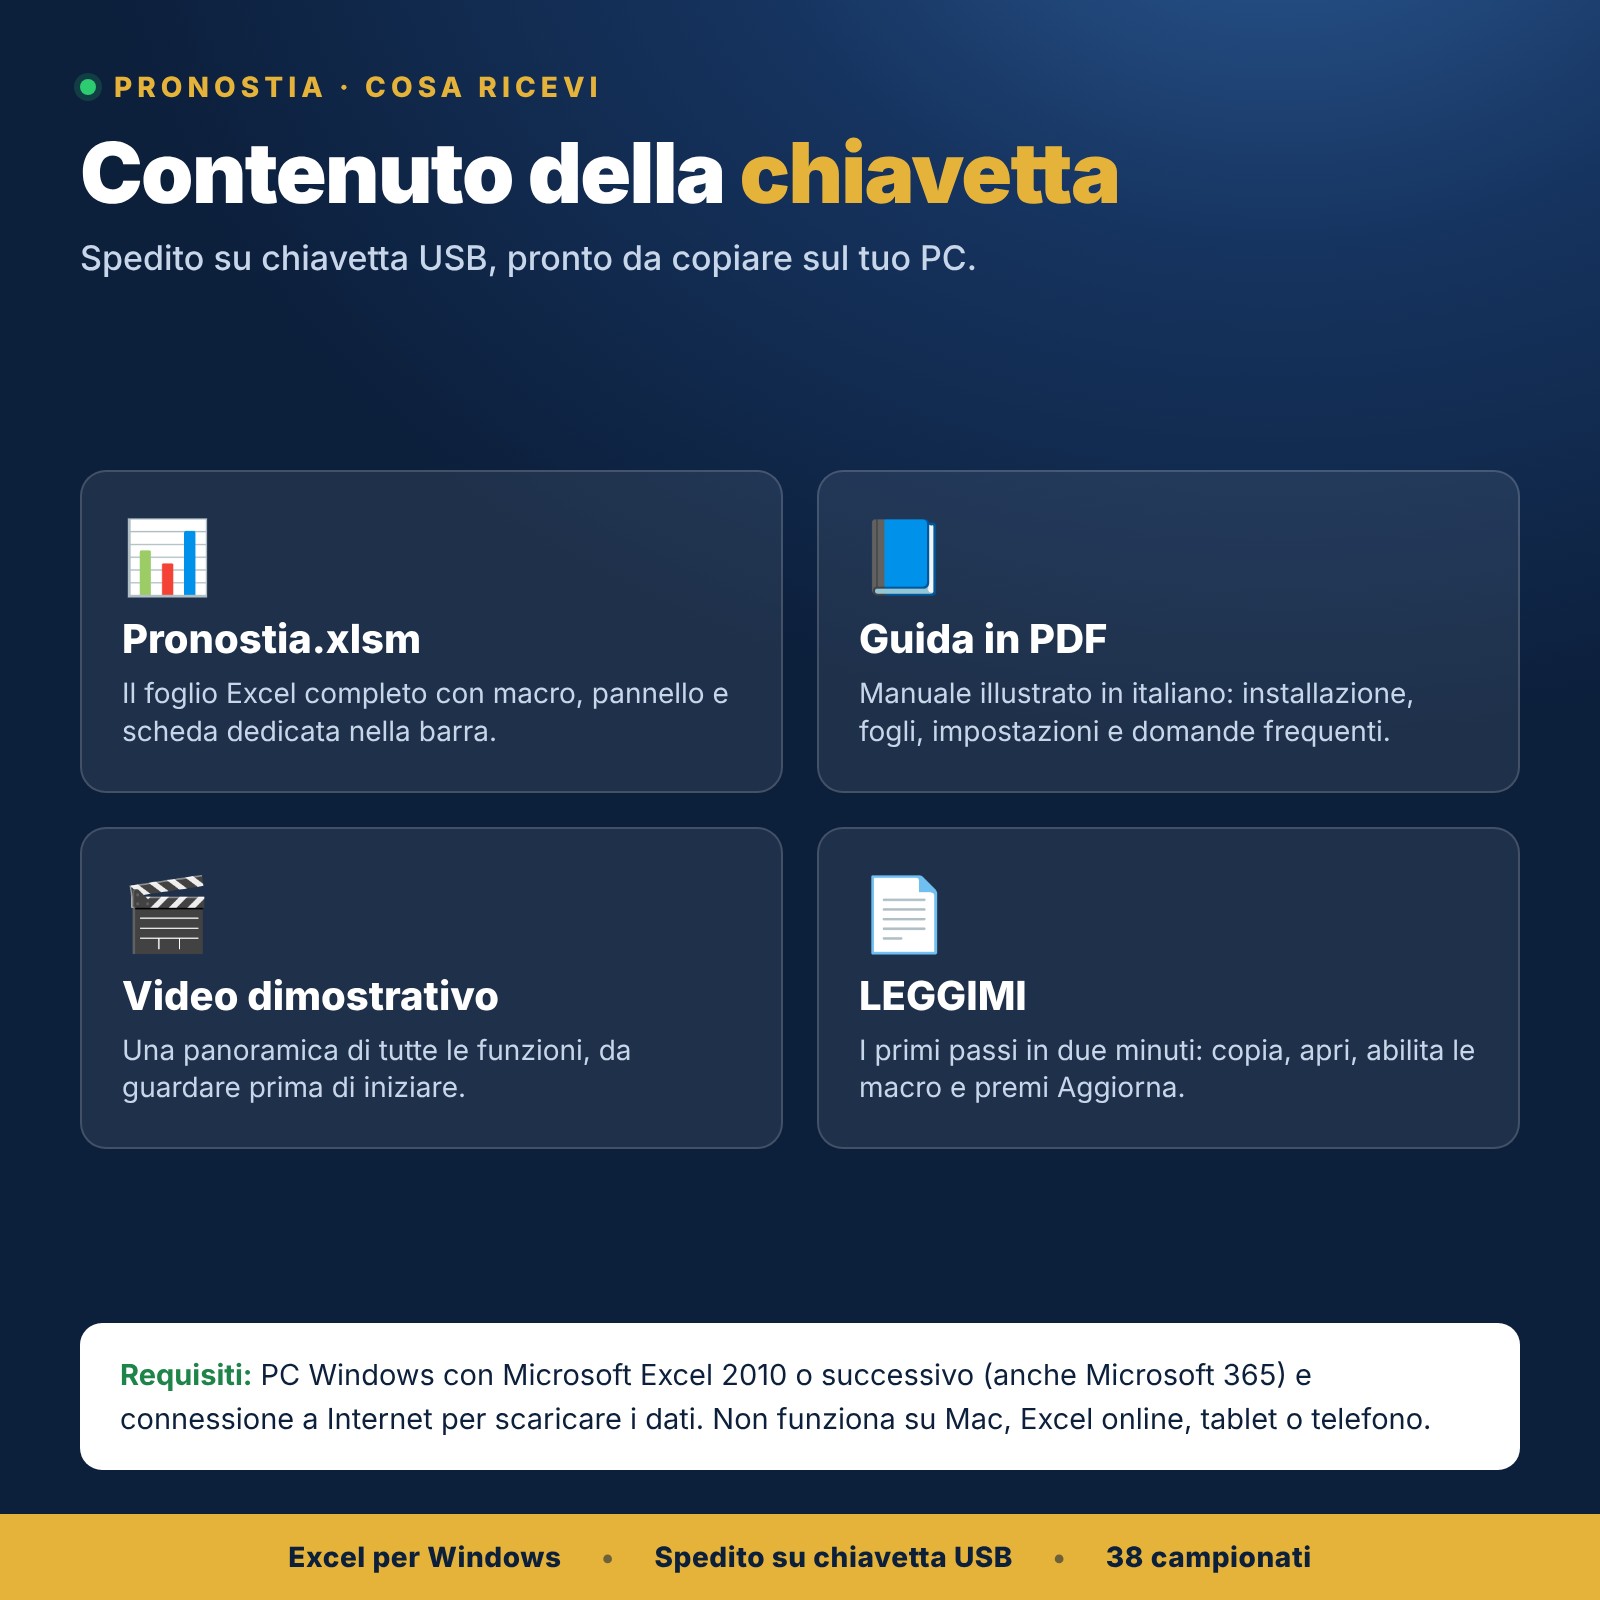 PRONOSTIA · COSA RICEVI
Contenuto della chiavetta
Spedito su chiavetta USB, pronto da copiare sul tuo PC.
Pronostia.xlsm
Il foglio Excel completo con macro, pannello e
scheda dedicata nella barra.
Guida in PDF
Manuale illustrato in italiano: installazione,
fogli, impostazioni e domande frequenti.
Video dimostrativo
Una panoramica di tutte le funzioni, da
guardare prima di iniziare.
LEGGIMI
I primi passi in due minuti: copia, apri, abilita le
macro e premi Aggiorna.
Requisiti: PC Windows con Microsoft Excel 2010 o successivo (anche Microsoft 365) e
connessione a Internet per scaricare i dati. Non funziona su Mac, Excel online, tablet o telefono.
Excel per Windows • Spedito su chiavetta USB • 38 campionati